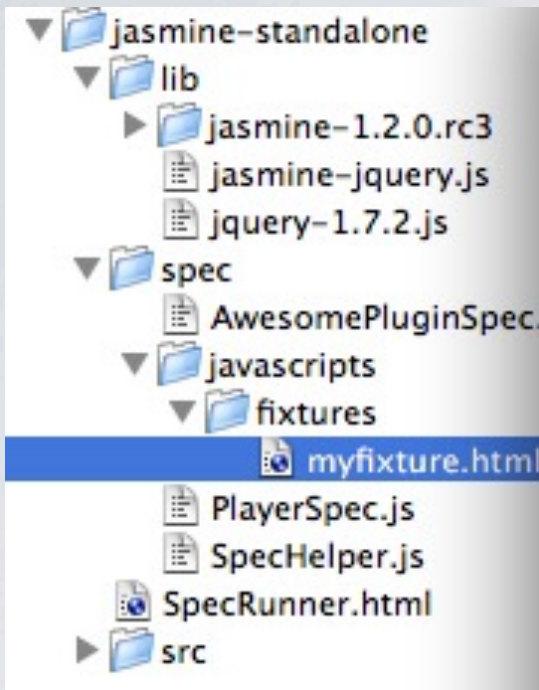 jasmine-standalone
lib
jasmine-1.2.0.rc3
jasmine-jquery.js
jquery-1.7.2.js
spec
AwesomePluginSpec.
javascripts
fixtures
myfixture.html
PlayerSpec.js
SpecHelper.js
SpecRunner.html
src